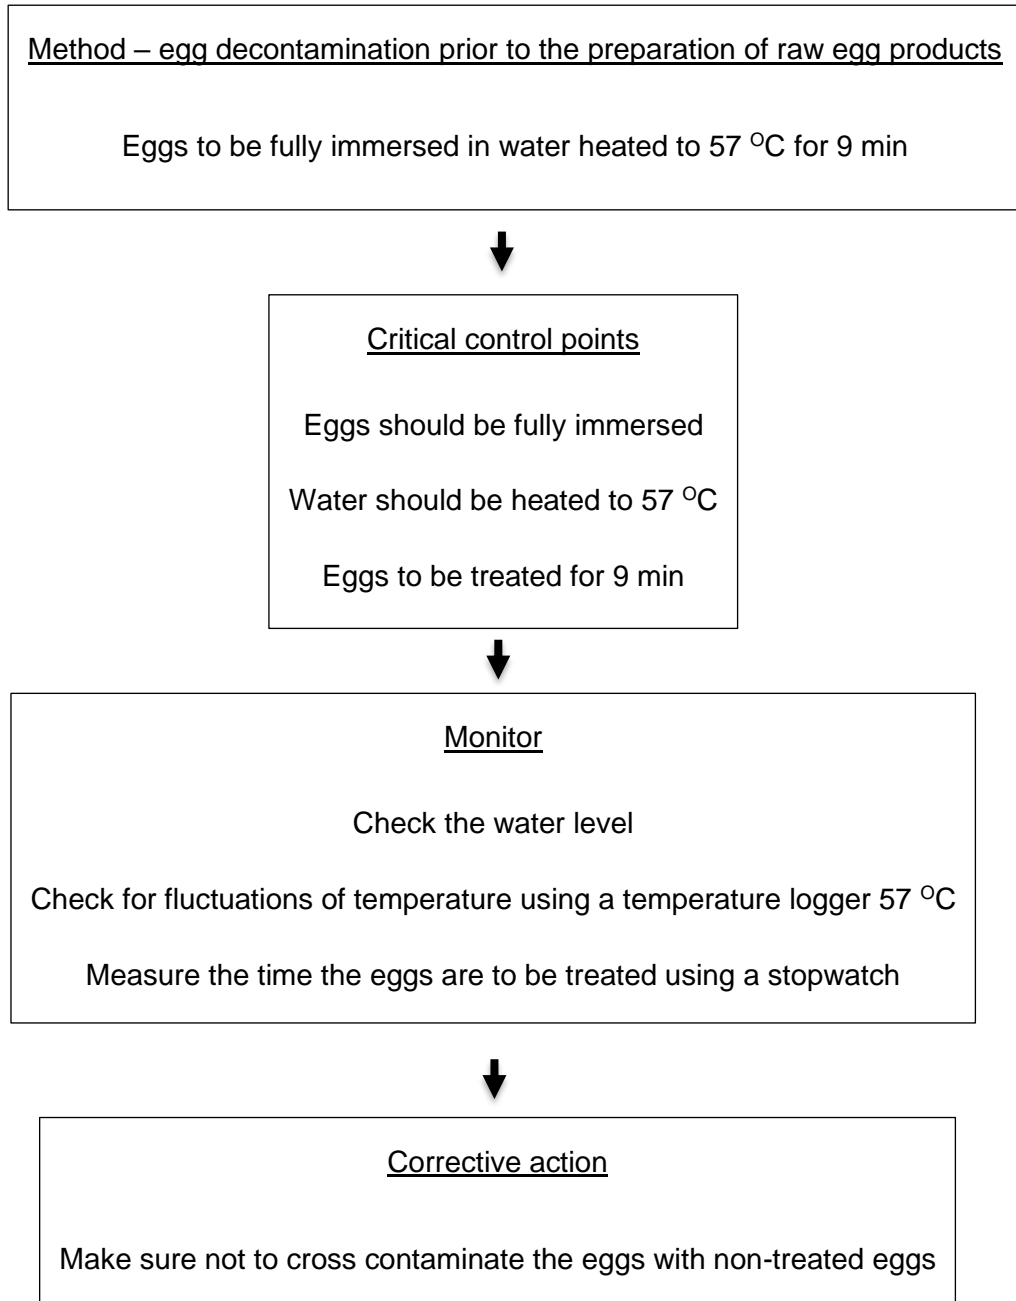 Method – egg decontamination prior to the preparation of raw egg products
Eggs to be fully immersed in water heated to 57 ᴼC for 9 min
Critical control points
Eggs should be fully immersed
Water should be heated to 57 ᴼC
Eggs to be treated for 9 min
Monitor
Check the water level
Check for fluctuations of temperature using a temperature logger 57 ᴼC
Measure the time the eggs are to be treated using a stopwatch
Corrective action
Make sure not to cross contaminate the eggs with non-treated eggs